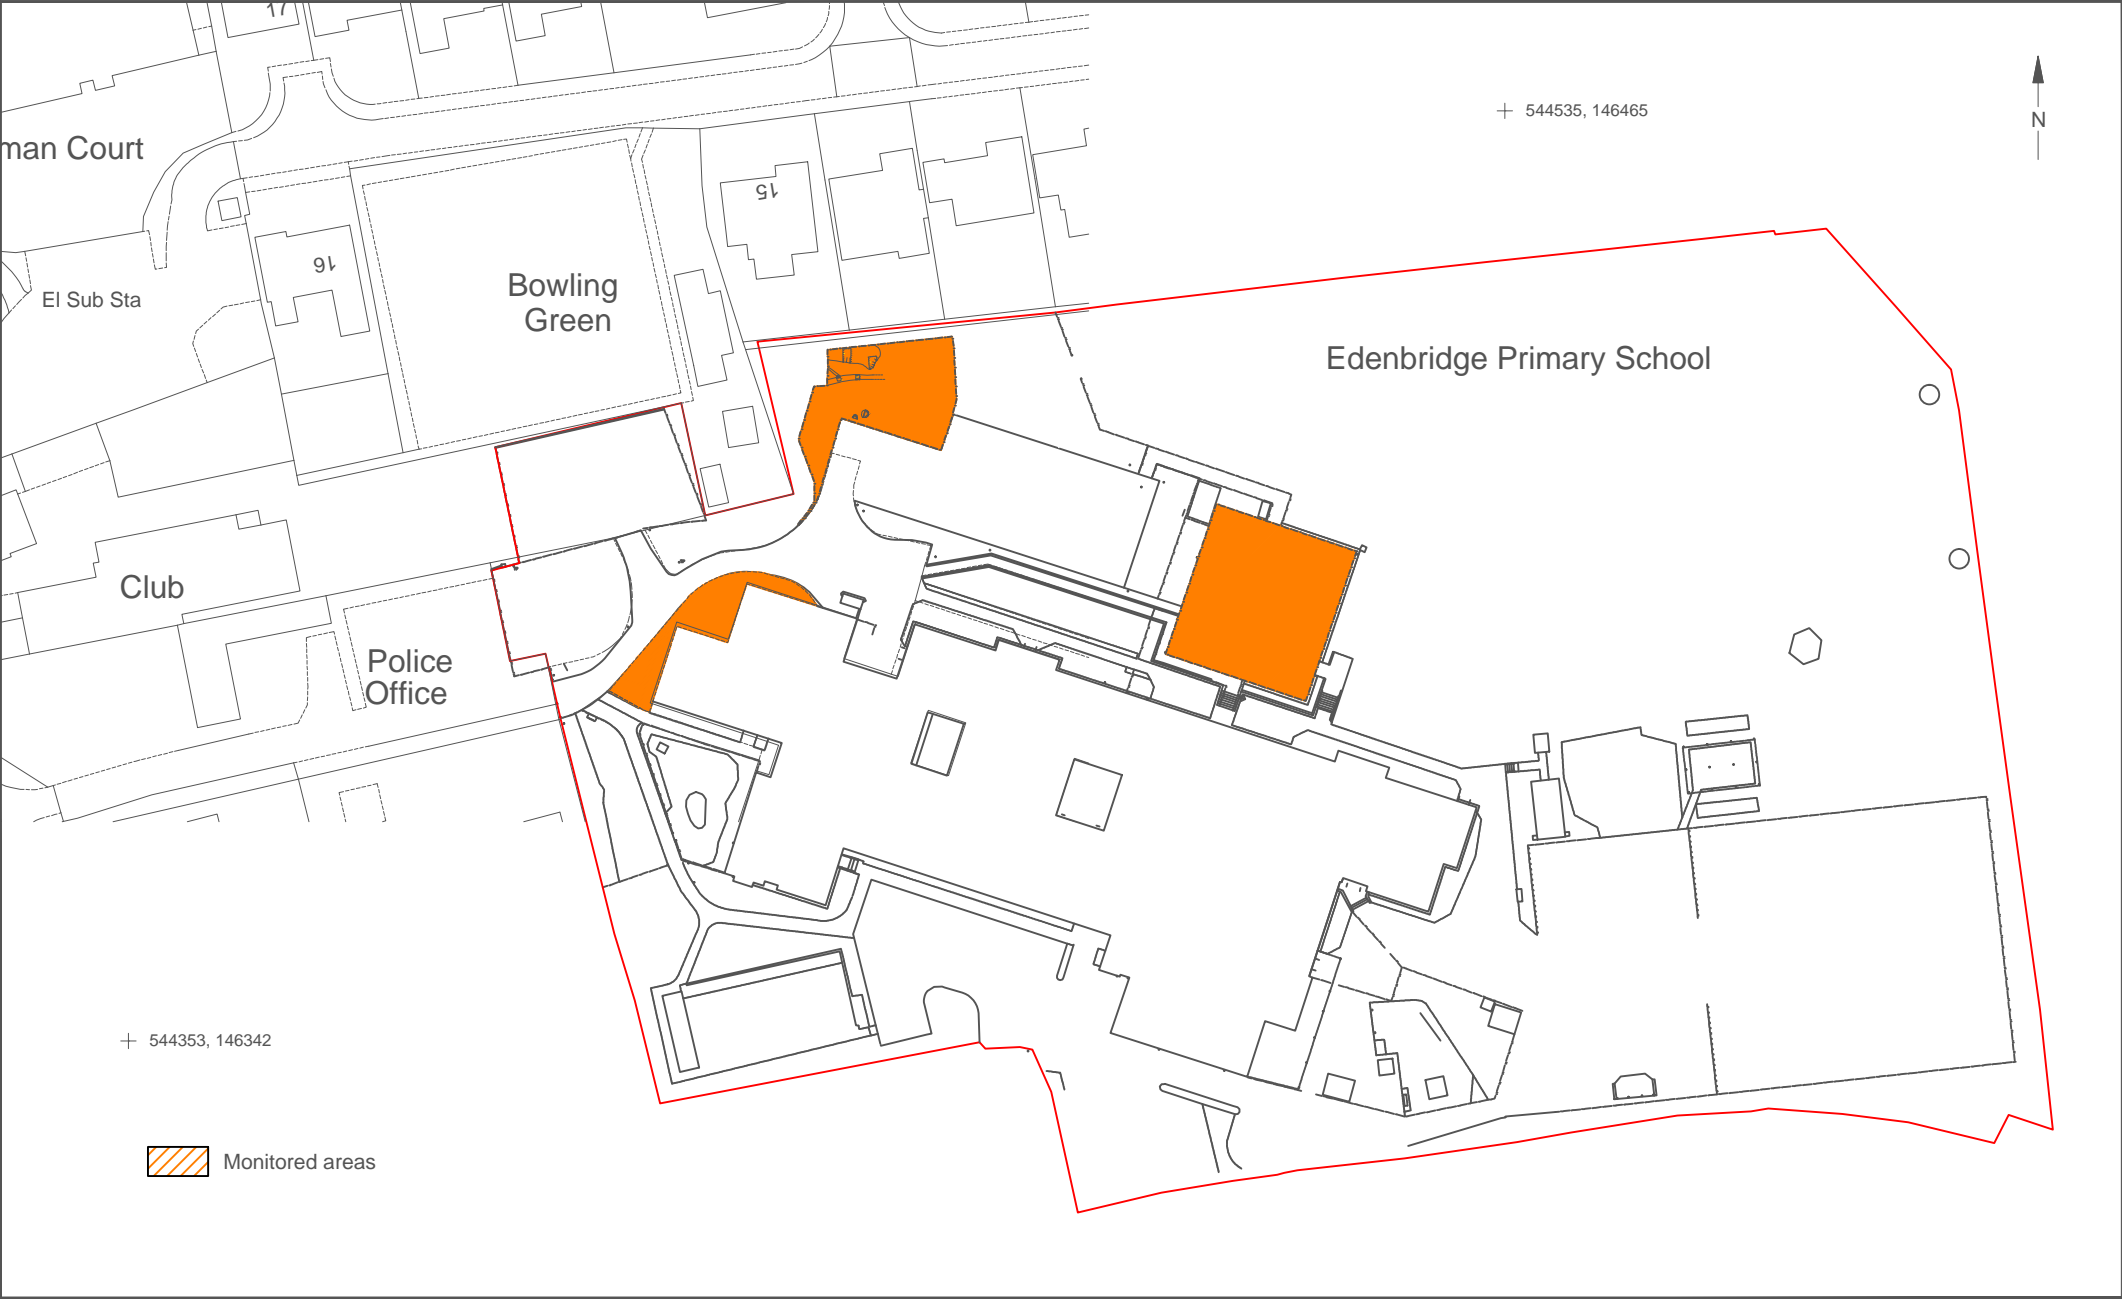 17
544535, 146465
N
man Court
15
16
Bowling
Green
El Sub Sta
Edenbridge Primary School
Club
Police
Office
544353, 146342
Monitored areas